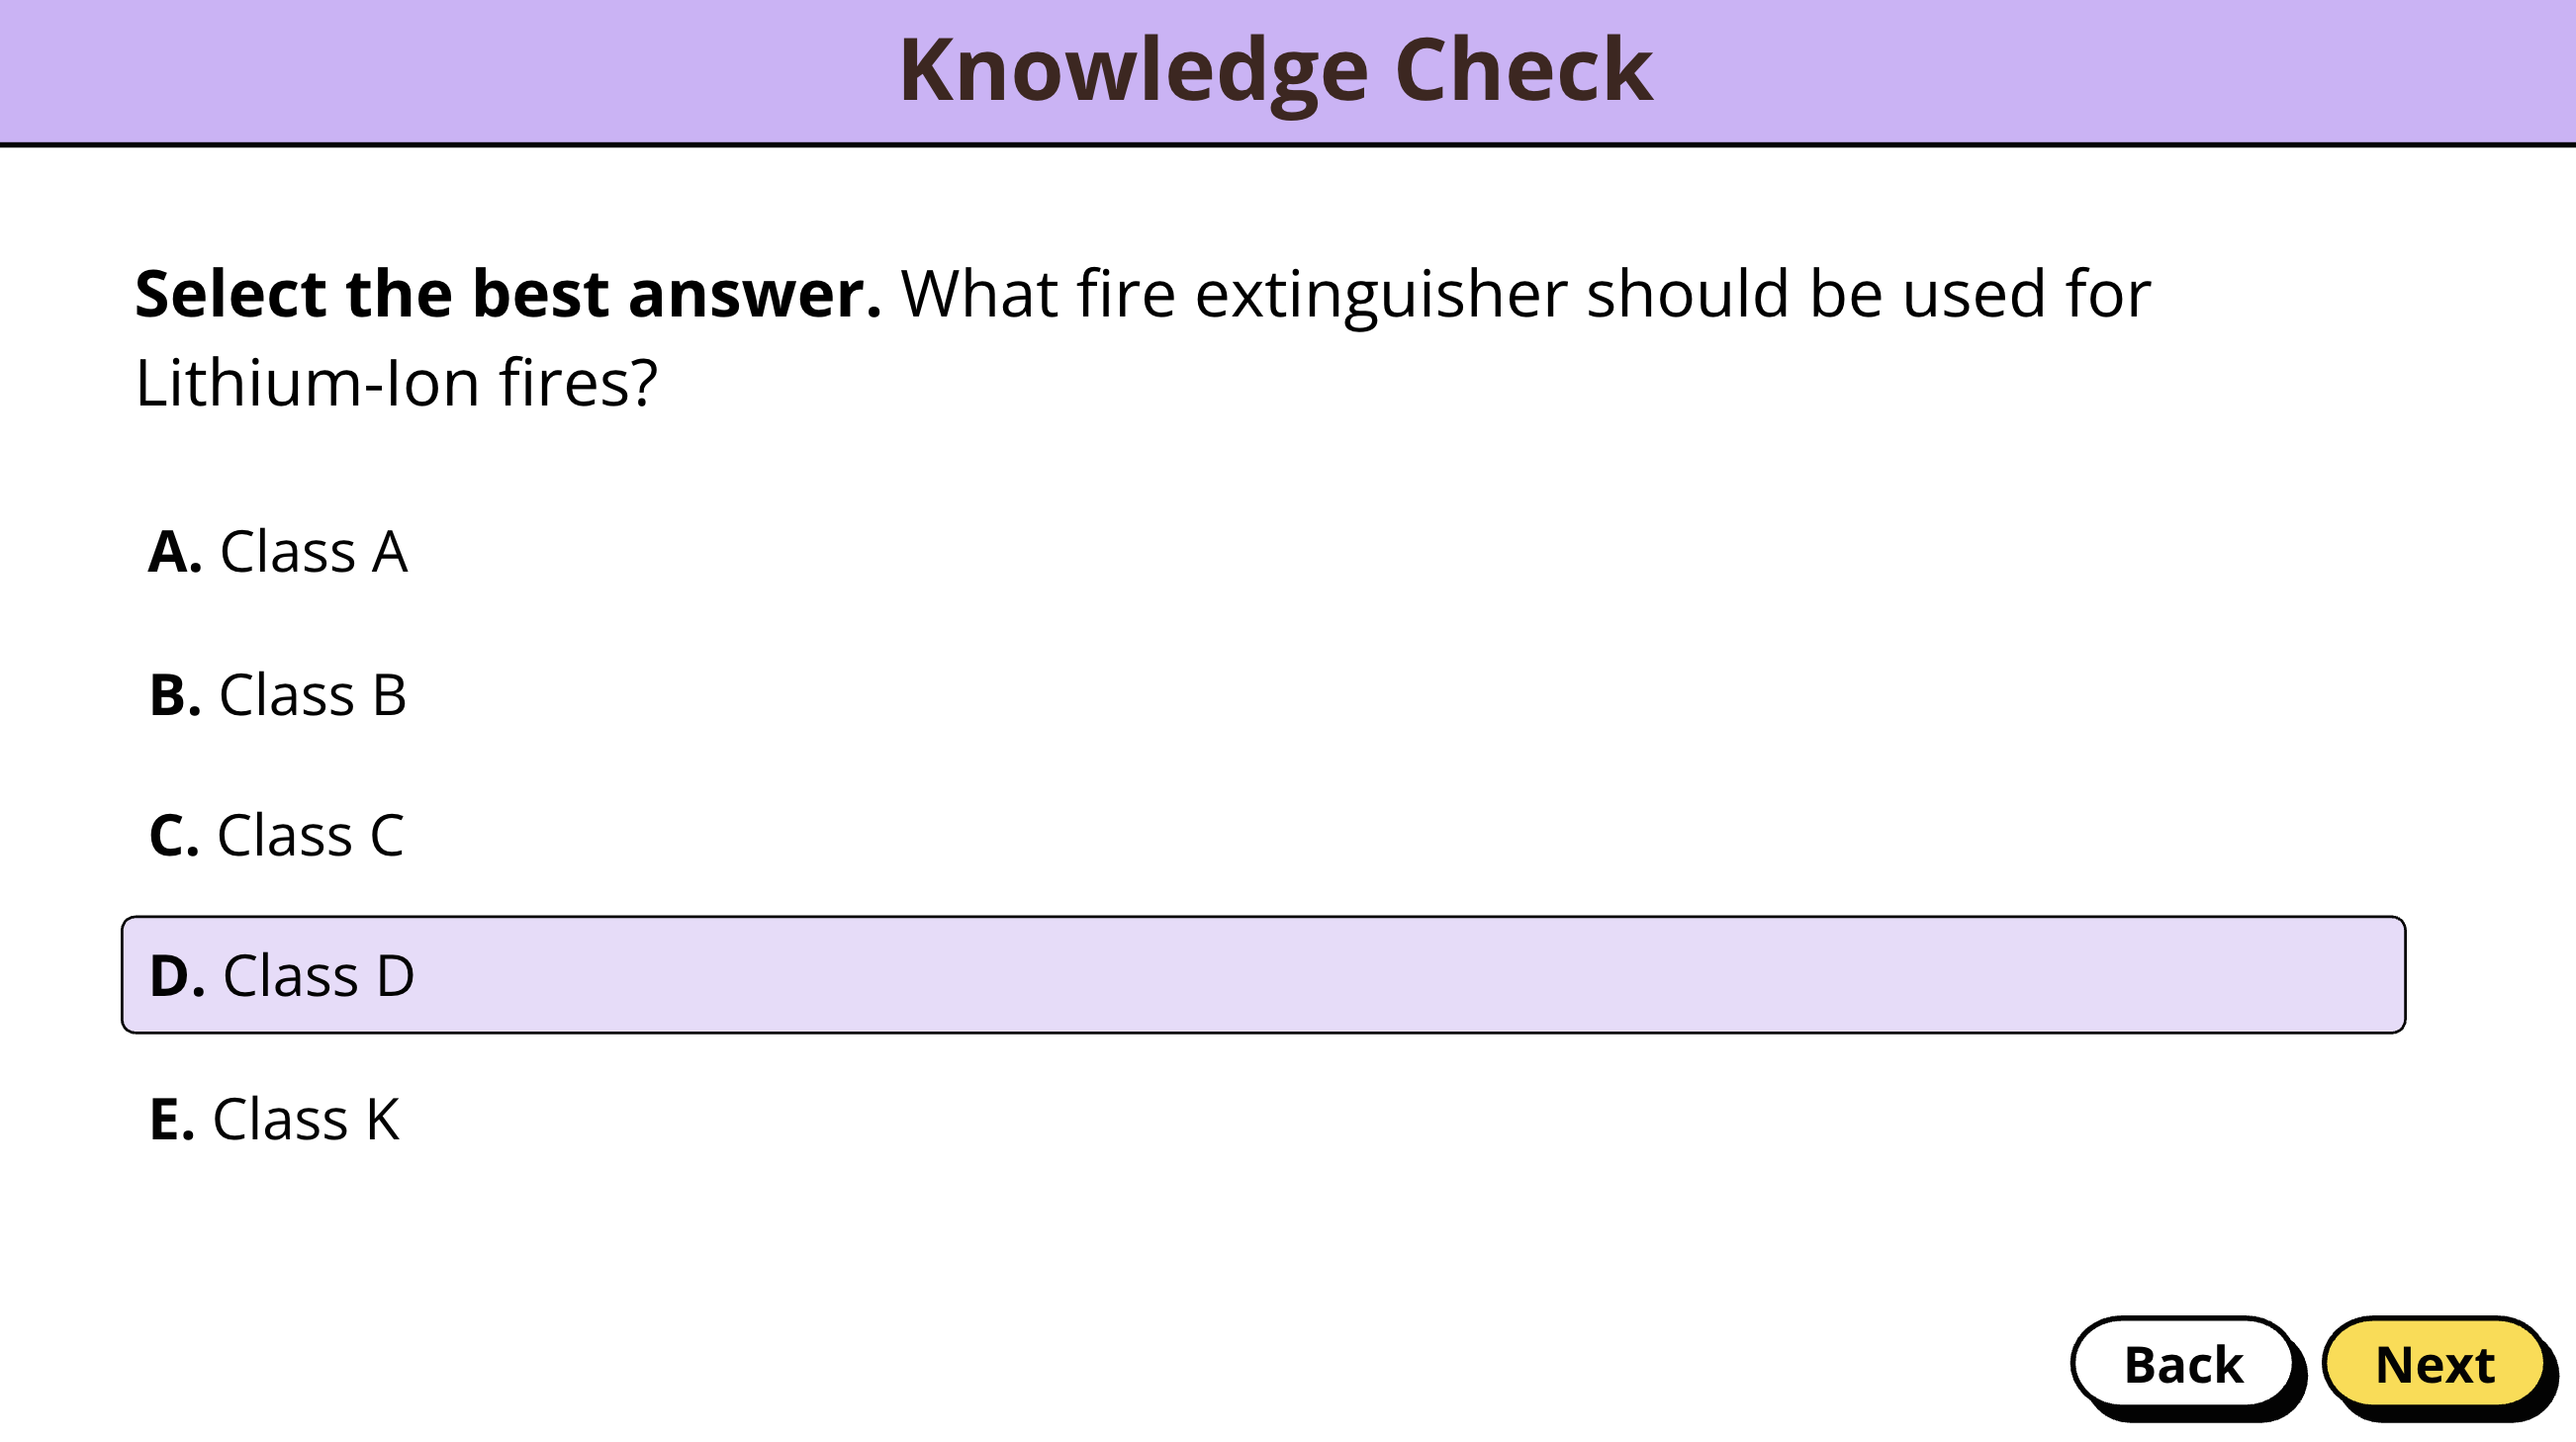 Knowledge Check
Select the best answer. What fire extinguisher should be used for
Lithium-Ion fires?
A. Class A
B. Class B
C. Class C
D. Class D
E. Class K
Back
Next